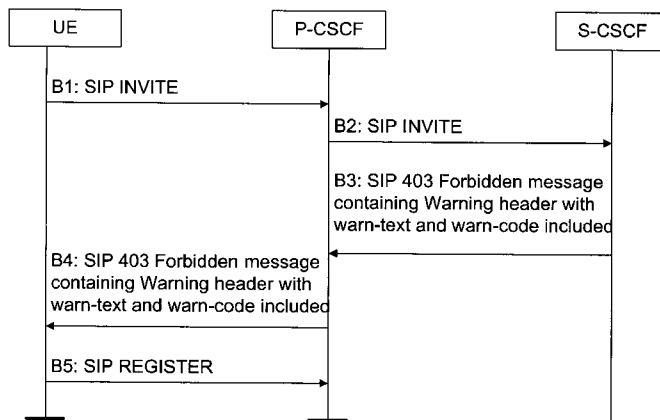 UE
P-CSCF
S-CSCF
B1: SIP INVITE
B2: SIP INVITE
B3: SIP 403 Forbidden message
containing Warning header with
warn-text and warn-code included
B4: SIP 403 Forbidden message
containing Warning header with
warn-text and warn-code included
B5: SIP REGISTER